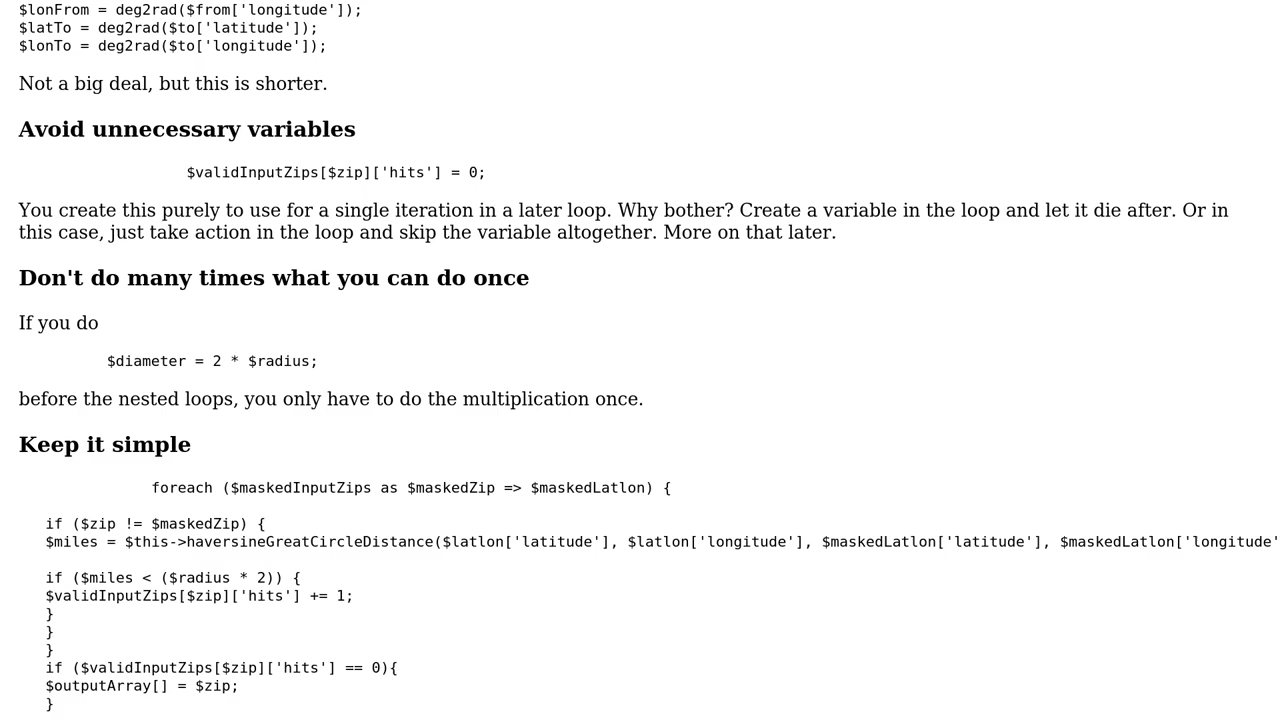 $lonFrom = deg2rad($from['longitude']);
$latTo = deg2rad($to['latitude']);
$lonTo = deg2rad($to['longitude']);
Not a big deal, but this is shorter.
Avoid unnecessary variables
$validInputZips[$zip]['hits'] = 0;
You create this purely to use for a single iteration in a later loop. Why bother? Create a variable in the loop and let it die after. Or in
this case, just take action in the loop and skip the variable altogether. More on that later.
Don't do many times what you can do once
If you do
$diameter = 2 * $radius;
before the nested loops, you only have to do the multiplication once.
Keep it simple
foreach ($maskedInputZips as $maskedZip => $maskedLatlon) {
if ($zip != $maskedZip) {
$miles = $this->haversineGreatCircleDistance($latlon['latitude'], $latlon['longitude'], $maskedLatlon['latitude'], $maskedLatlon['longitude'
if ($miles < ($radius * 2)) {
$validInputZips[$zip]['hits'] += 1;
}
}
}
if ($validInputZips[$zip]['hits'] == 0){
$outputArray[] = $zip;
}